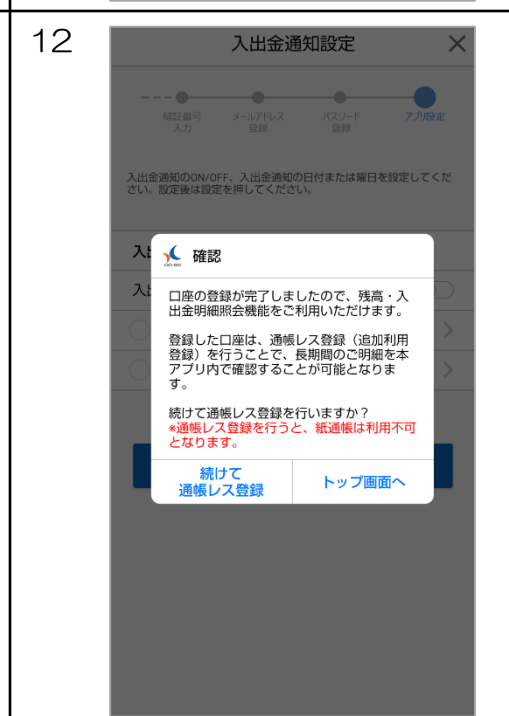 12
入出金通知設定
暗証番号
入力
メールアドレス
登録
パスワード
登録
アプリ設定
入出金通知のON/OFF、入出金通知の日付または曜日を設定してくだ
さい。設定後は設定を押してください。
確認
口座の登録が完了しましたので、残高・入
出金明細照会機能をご利用いただけます。
登録した口座は、通帳レス登録（追加利用
登録）を行うことで、長期間のご明細を本
アプリ内で確認することが可能となりま
す。
続けて通帳レス登録を行いますか？
*通帳レス登録を行うと、紙通帳は利用不可
となります。
続けて
通帳レス登録
トップ画面へ